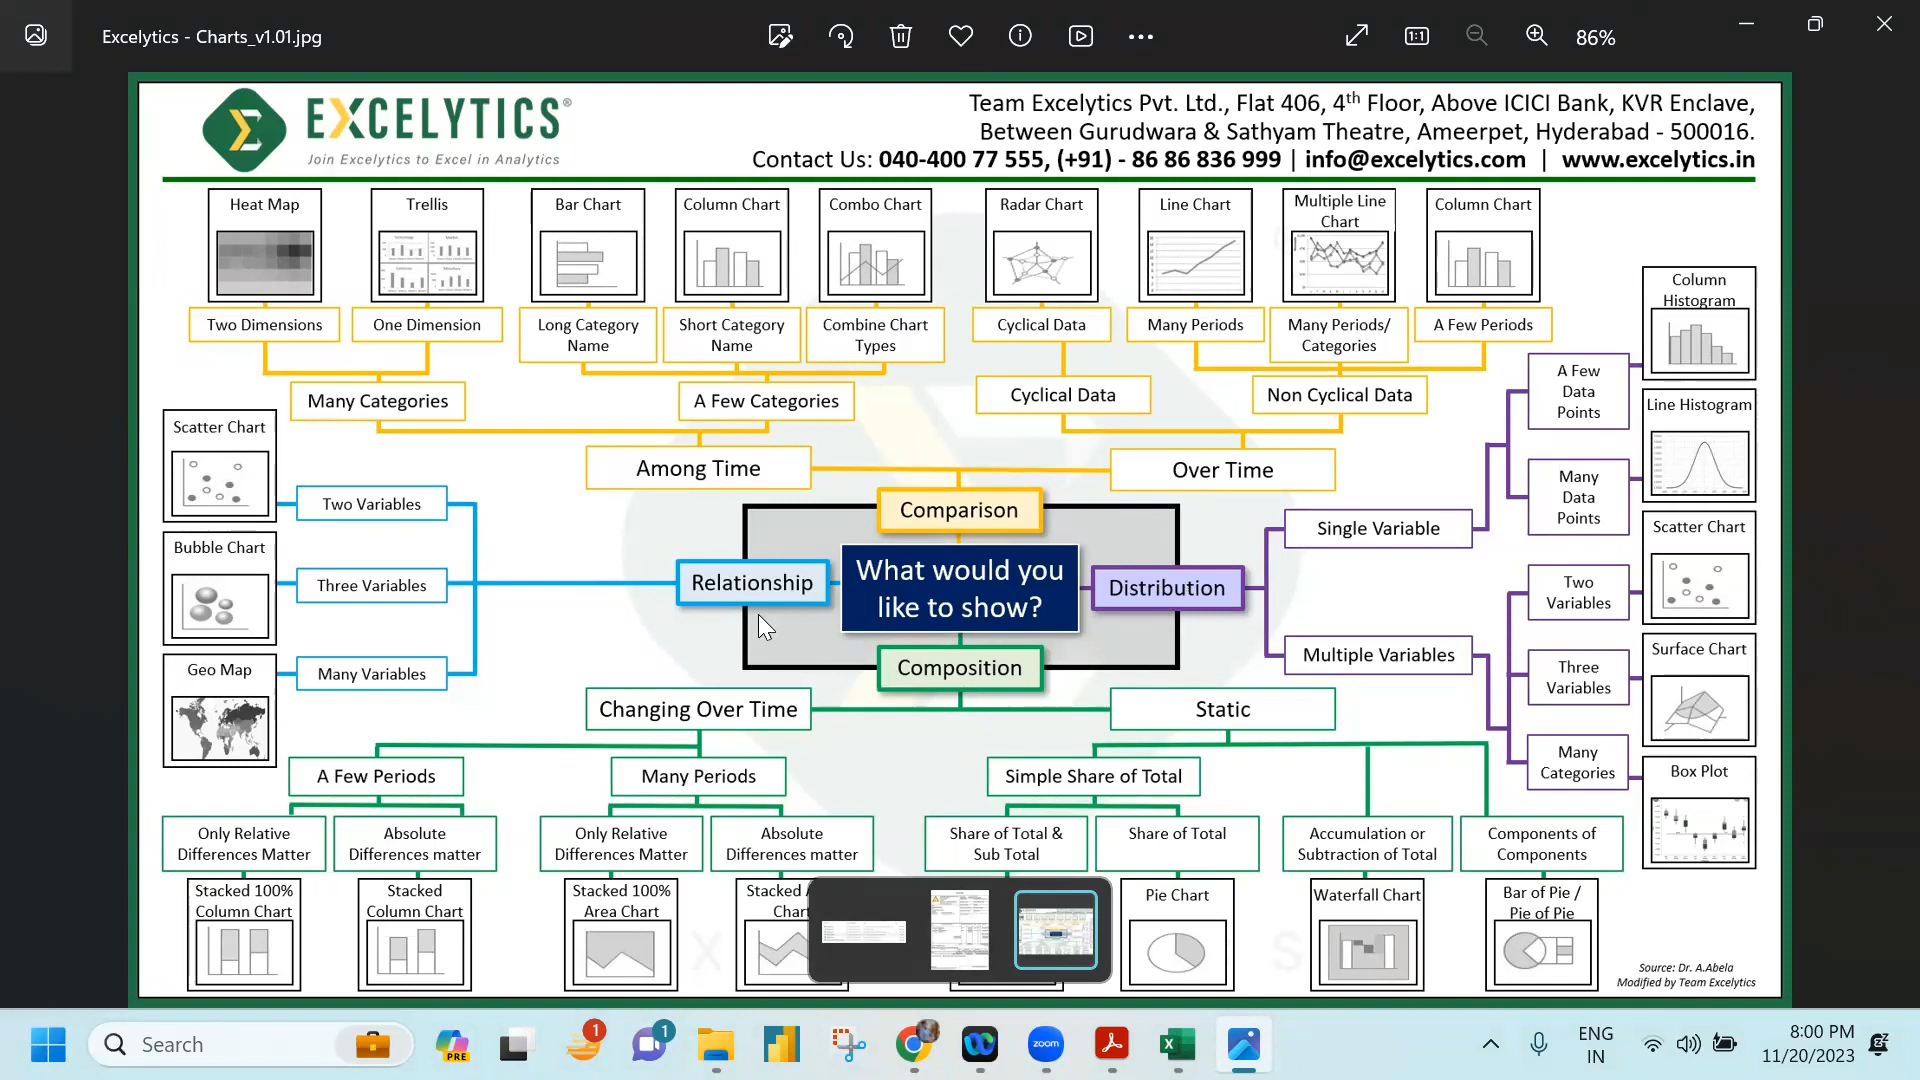 Excelytics - Charts_v1.01.jpg
86%
EXCELYTICS®
Join Excelytics to Excel in Analytics
Team Excelytics Pvt. Ltd., Flat 406, 4th Floor, Above ICICI Bank, KVR Enclave,
Between Gurudwara & Sathyam Theatre, Ameerpet, Hyderabad - 500016.
Contact Us: 040-400 77 555, (+91) - 86 86 836 999 | info@excelytics.com | www.excelytics.in
Heat Map
Trellis
Bar Chart
Column Chart
Combo Chart
Radar Chart
Line Chart
Multiple Line
Chart
Column Chart
Two Dimensions
One Dimension
Long Category
Name
Short Category
Name
Combine Chart
Types
Cyclical Data
Many Periods
Many Periods/
Categories
A Few Periods
Many Categories
A Few Categories
Cyclical Data
Non Cyclical Data
Among Time
Over Time
Comparison
What would you
like to show?
Relationship
Distribution
Composition
Scatter Chart
Two Variables
Bubble Chart
Three Variables
Geo Map
Many Variables
Single Variable
A Few
Data
Points
Column
Histogram
Many
Data
Points
Line Histogram
Multiple Variables
Two
Variables
Scatter Chart
Three
Variables
Surface Chart
Many
Categories
Box Plot
Changing Over Time
Static
A Few Periods
Many Periods
Simple Share of Total
Only Relative
Differences Matter
Absolute
Differences matter
Only Relative
Differences Matter
Absolute
Differences matter
Share of Total &
Sub Total
Share of Total
Accumulation or
Subtraction of Total
Components of
Components
Stacked 100%
Column Chart
Stacked
Column Chart
Stacked 100%
Area Chart
Stacked
Chart
Pie Chart
Waterfall Chart
Bar of Pie /
Pie of Pie
Source: Dr. A.Abela
Modified by Team Excelytics
Search
PRE
1
1
zoom
ENG
IN
8:00 PM
11/20/2023